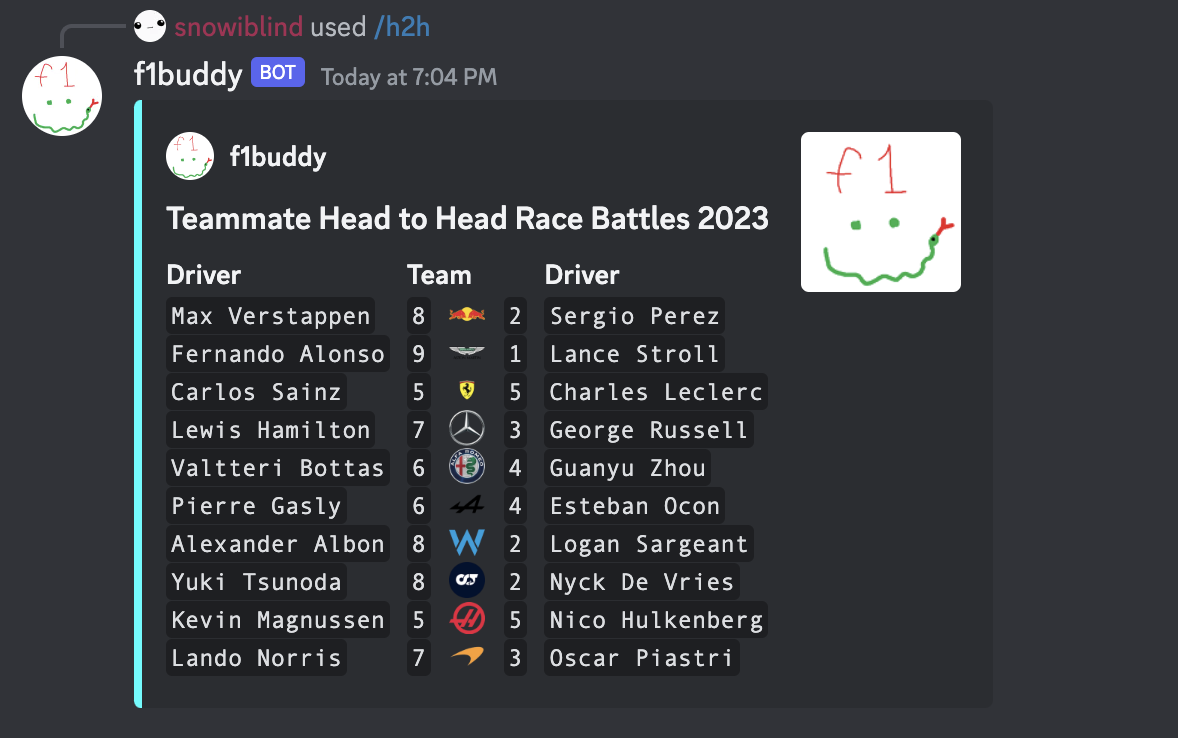 snowiblind used /h2h
f1
f1buddy BOT Today at 7:04 PM
f1 f1buddy
f1
Teammate Head to Head Race Battles 2023
Driver Team Driver
Max Verstappen 8 2 Sergio Perez
Fernando Alonso 9 1 Lance Stroll
Carlos Sainz 5 5 Charles Leclerc
Lewis Hamilton 7 3 George Russell
Valtteri Bottas 6 4 Guanyu Zhou
Pierre Gasly 6 4 Esteban Ocon
Alexander Albon 8 2 Logan Sargeant
Yuki Tsunoda 8 2 Nyck De Vries
Kevin Magnussen 5 5 Nico Hulkenberg
Lando Norris 7 3 Oscar Piastri